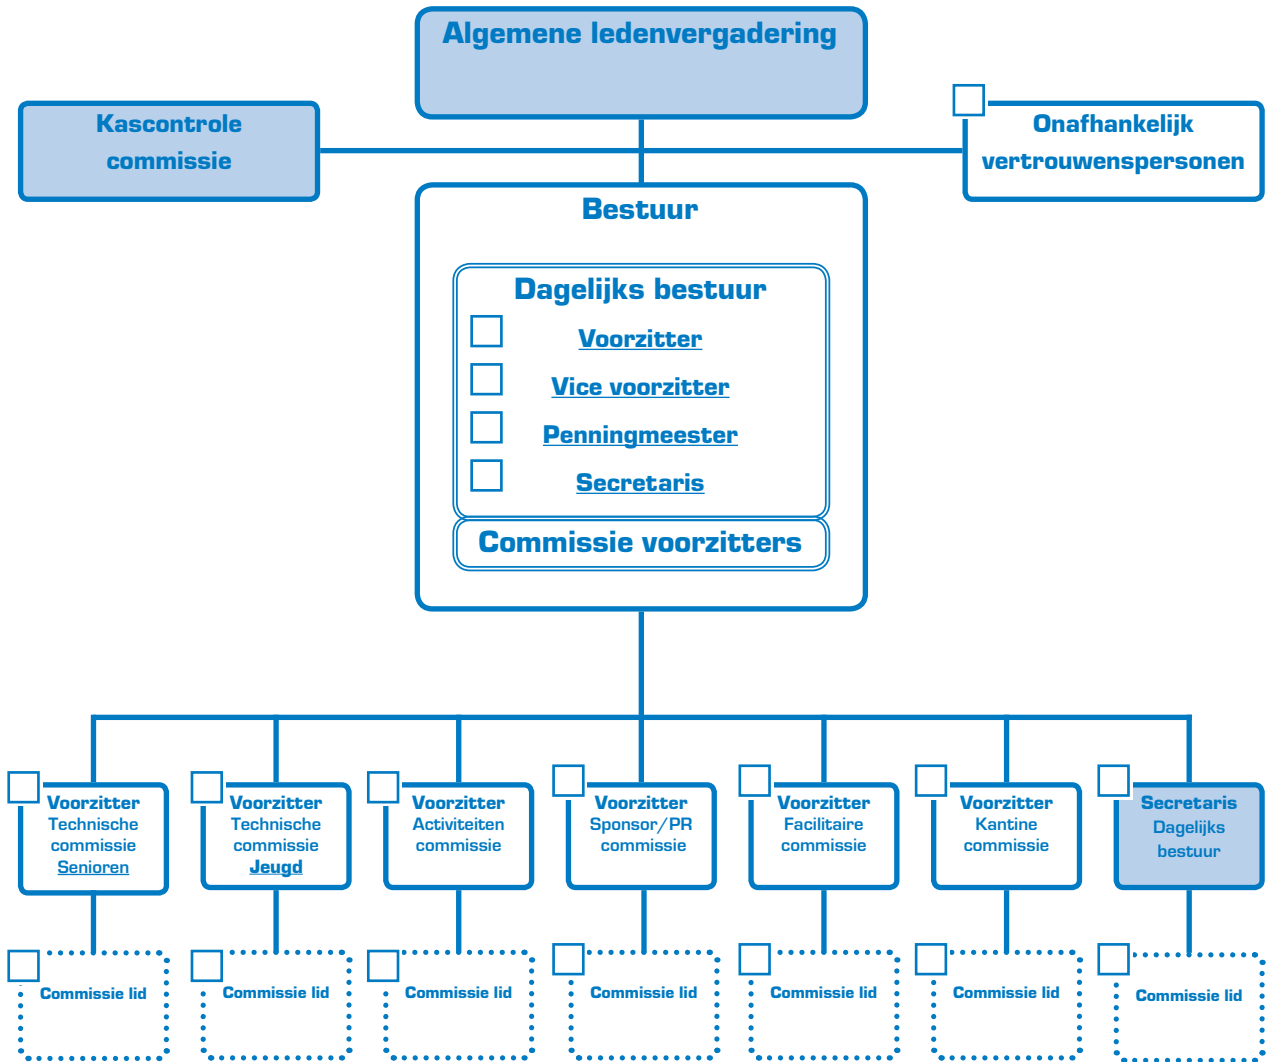 Algemene ledenvergadering
Kascontrole
commissie
Onafhankelijk
vertrouwenspersonen
Bestuur
Dagelijks bestuur
Voorzitter
Vice voorzitter
Penningmeester
Secretaris
Commissie voorzitters
Voorzitter
Technische
commissie
Senioren
Voorzitter
Technische
commissie
Jeugd
Voorzitter
Activiteiten
commissie
Voorzitter
Sponsor/PR
commissie
Voorzitter
Facilitaire
commissie
Voorzitter
Kantine
commissie
Secretaris
Dagelijks
bestuur
Commissie lid
Commissie lid
Commissie lid
Commissie lid
Commissie lid
Commissie lid
Commissie lid